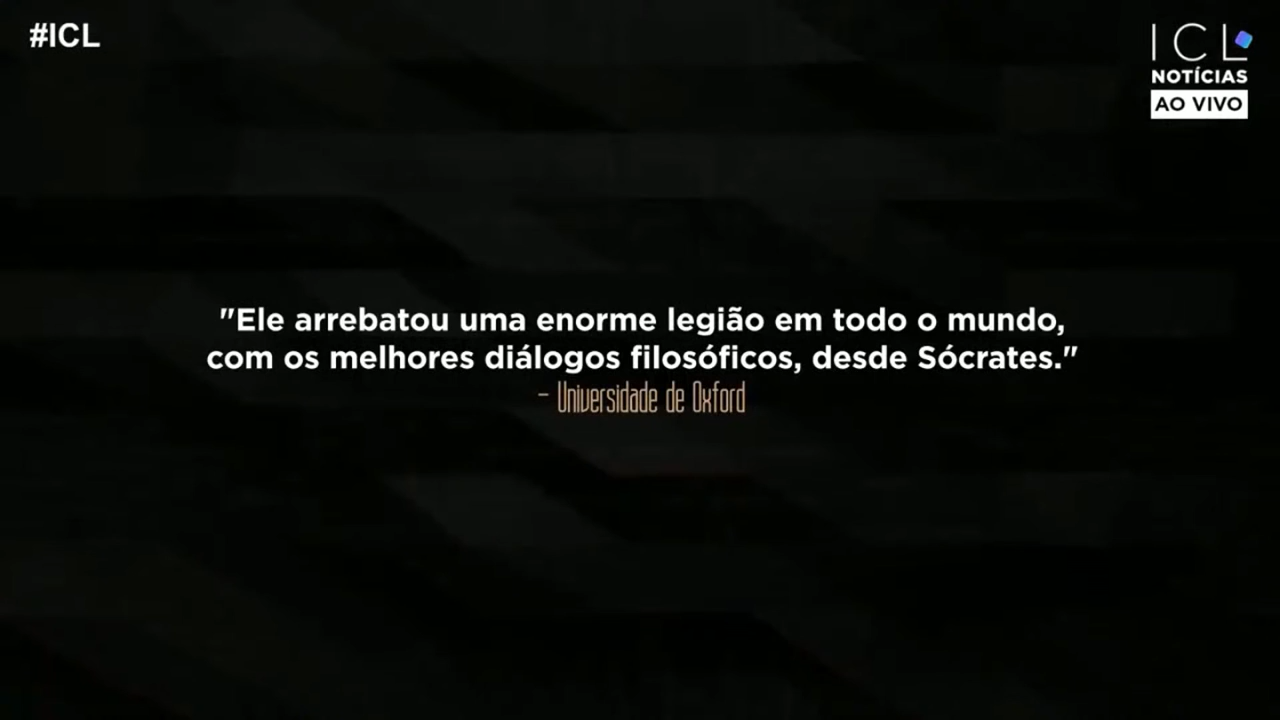 #ICL
ICL
NOTÍCIAS
AO VIVO
"Ele arrebatou uma enorme legião em todo o mundo,
com os melhores diálogos filosóficos, desde Sócrates."
– Universidade de Oxford